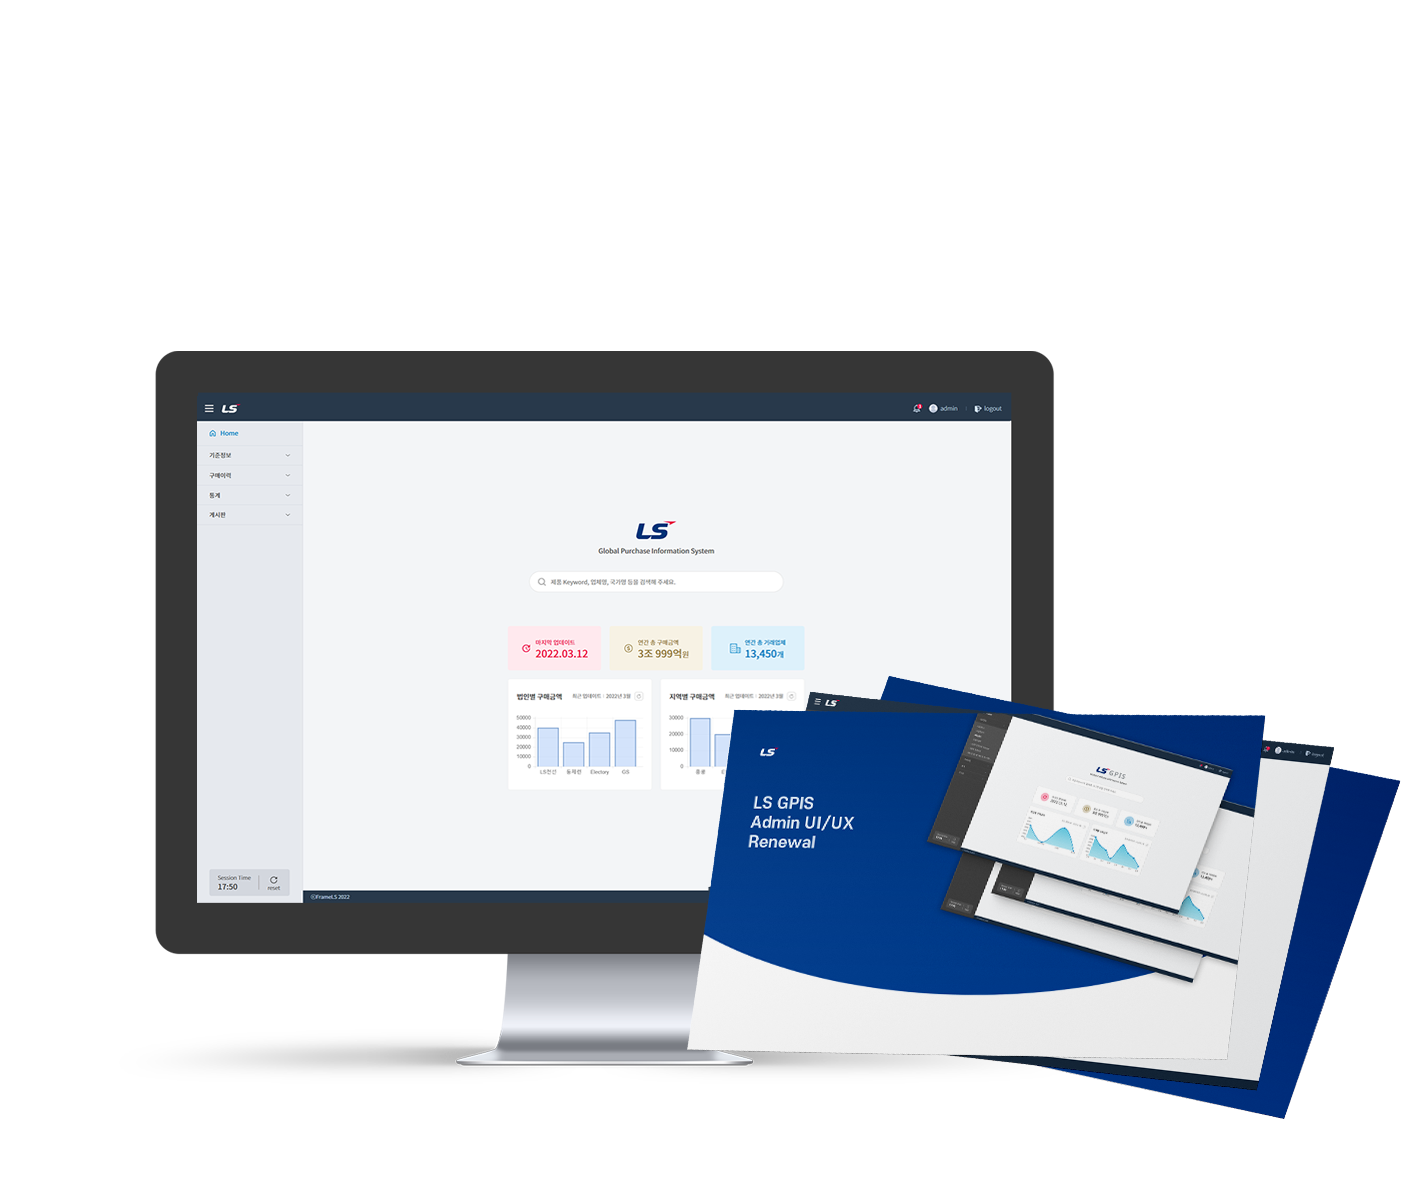 LS
admin
logout
Home
기준정보
구매이력
통계
게시판
LS
Global Purchase Information System
제품 Keyword, 업체명, 국가명 등을 검색해 주세요.
마지막 업데이트
2022.03.12
연간 총 구매금액
3조 999억원
연간 총 거래업체
13,450개
법인별 구매금액
최근 업데이트 : 2022년 3월
50000
40000
30000
20000
10000
0
LS전선
동제련
Electory
GS
지역별 구매금액
최근 업데이트 : 2022년 3월
30000
20000
10000
0
Session Time
17:50
reset
FrameLS 2022
LS
admin
logout
LS
LS GPIS
Admin UI/UX
Renewal
LS GPIS